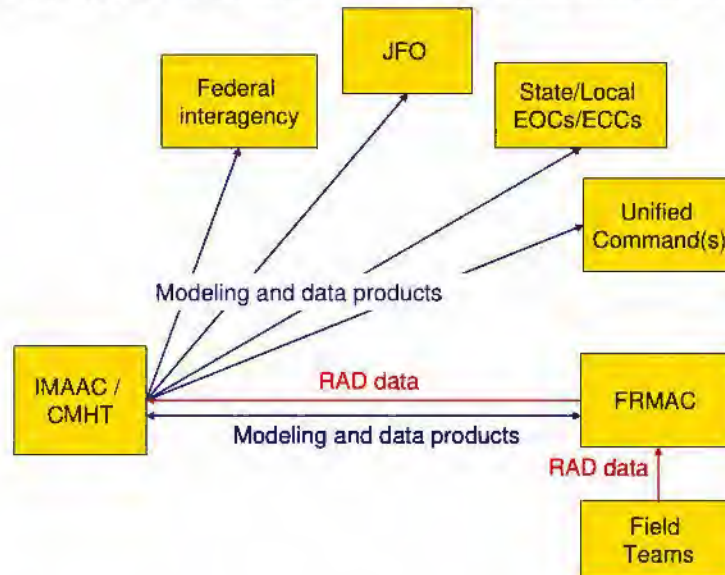 JFO
Federal
interagency
State/Local
EOCs/ECCs
Unified
Command(s)
Modeling and data products
IMAAC /
CMHT
RAD data
FRMAC
Modeling and data products
RAD data
Field
Teams